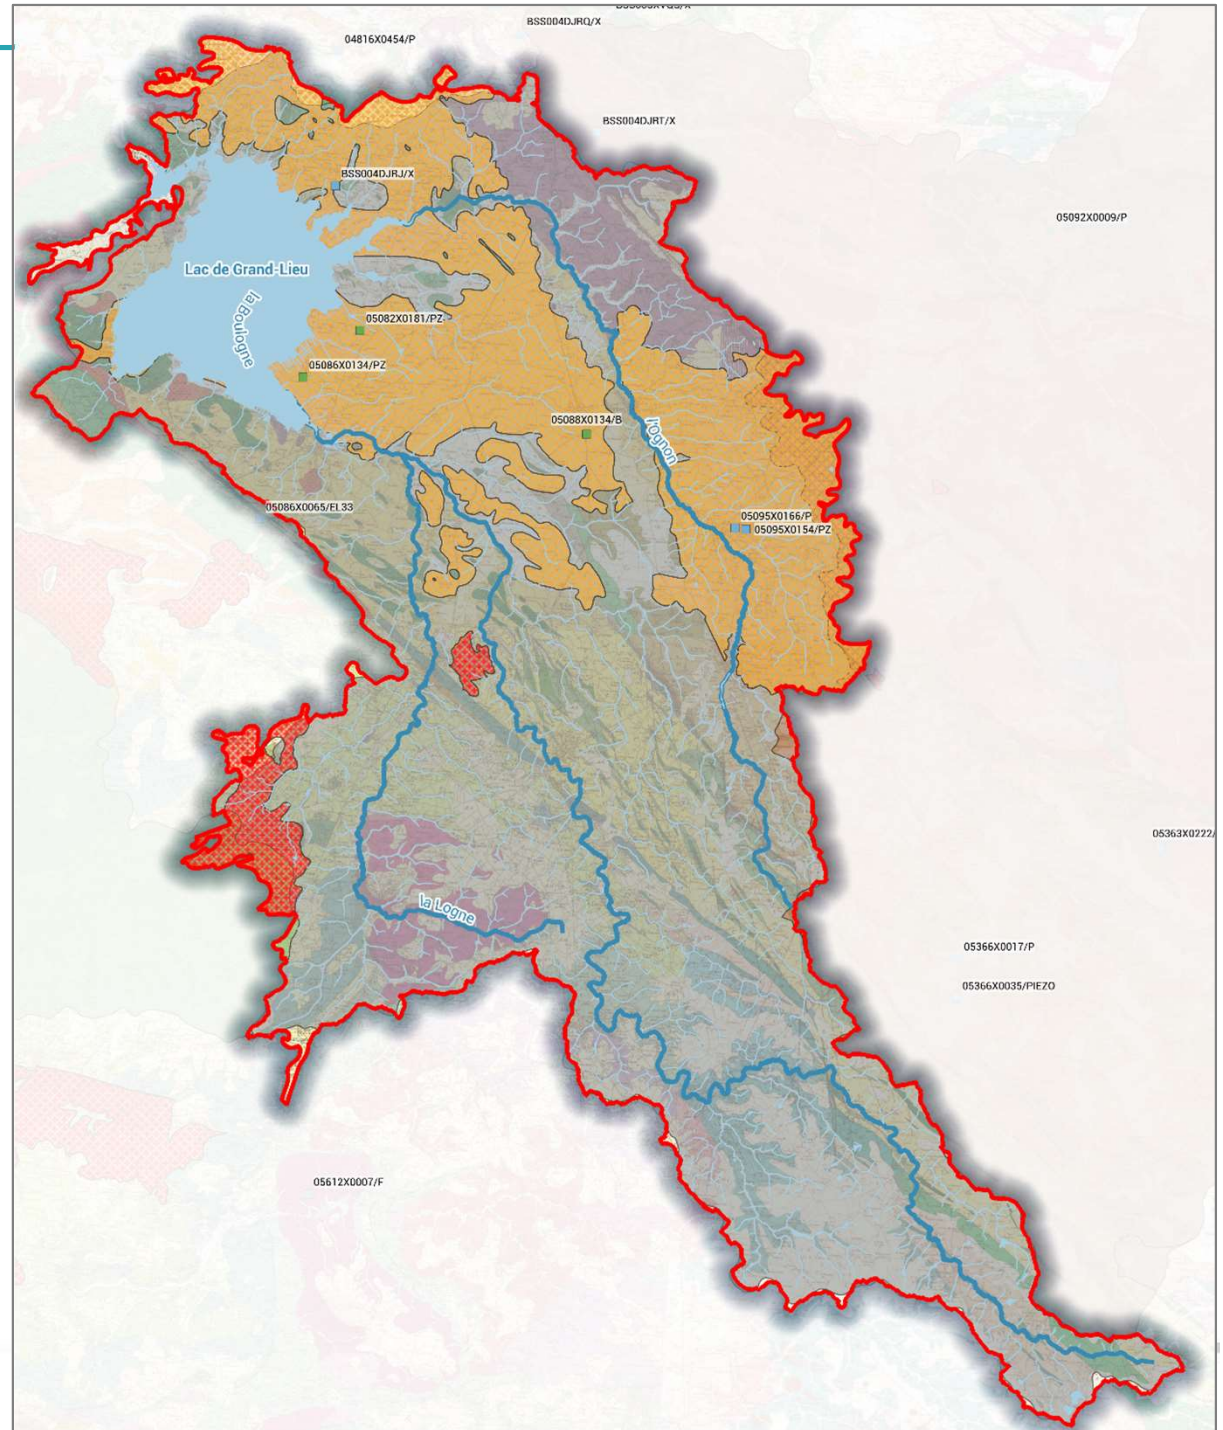 BSS004DJRQ/X
04816X0454/P
BSS004DJRT/X
BSS004DJRJ/X
05092X0009/P
Lac de Grand-Lieu
la Boulogne
05082X0181/PZ
05086X0134/PZ
05088X0134/B
l'Ognon
05086X0065/EL33
05095X0166/P
05095X0154/PZ
05363X0222/
la Logne
05366X0017/P
05366X0035/PIEZO
05612X0007/F